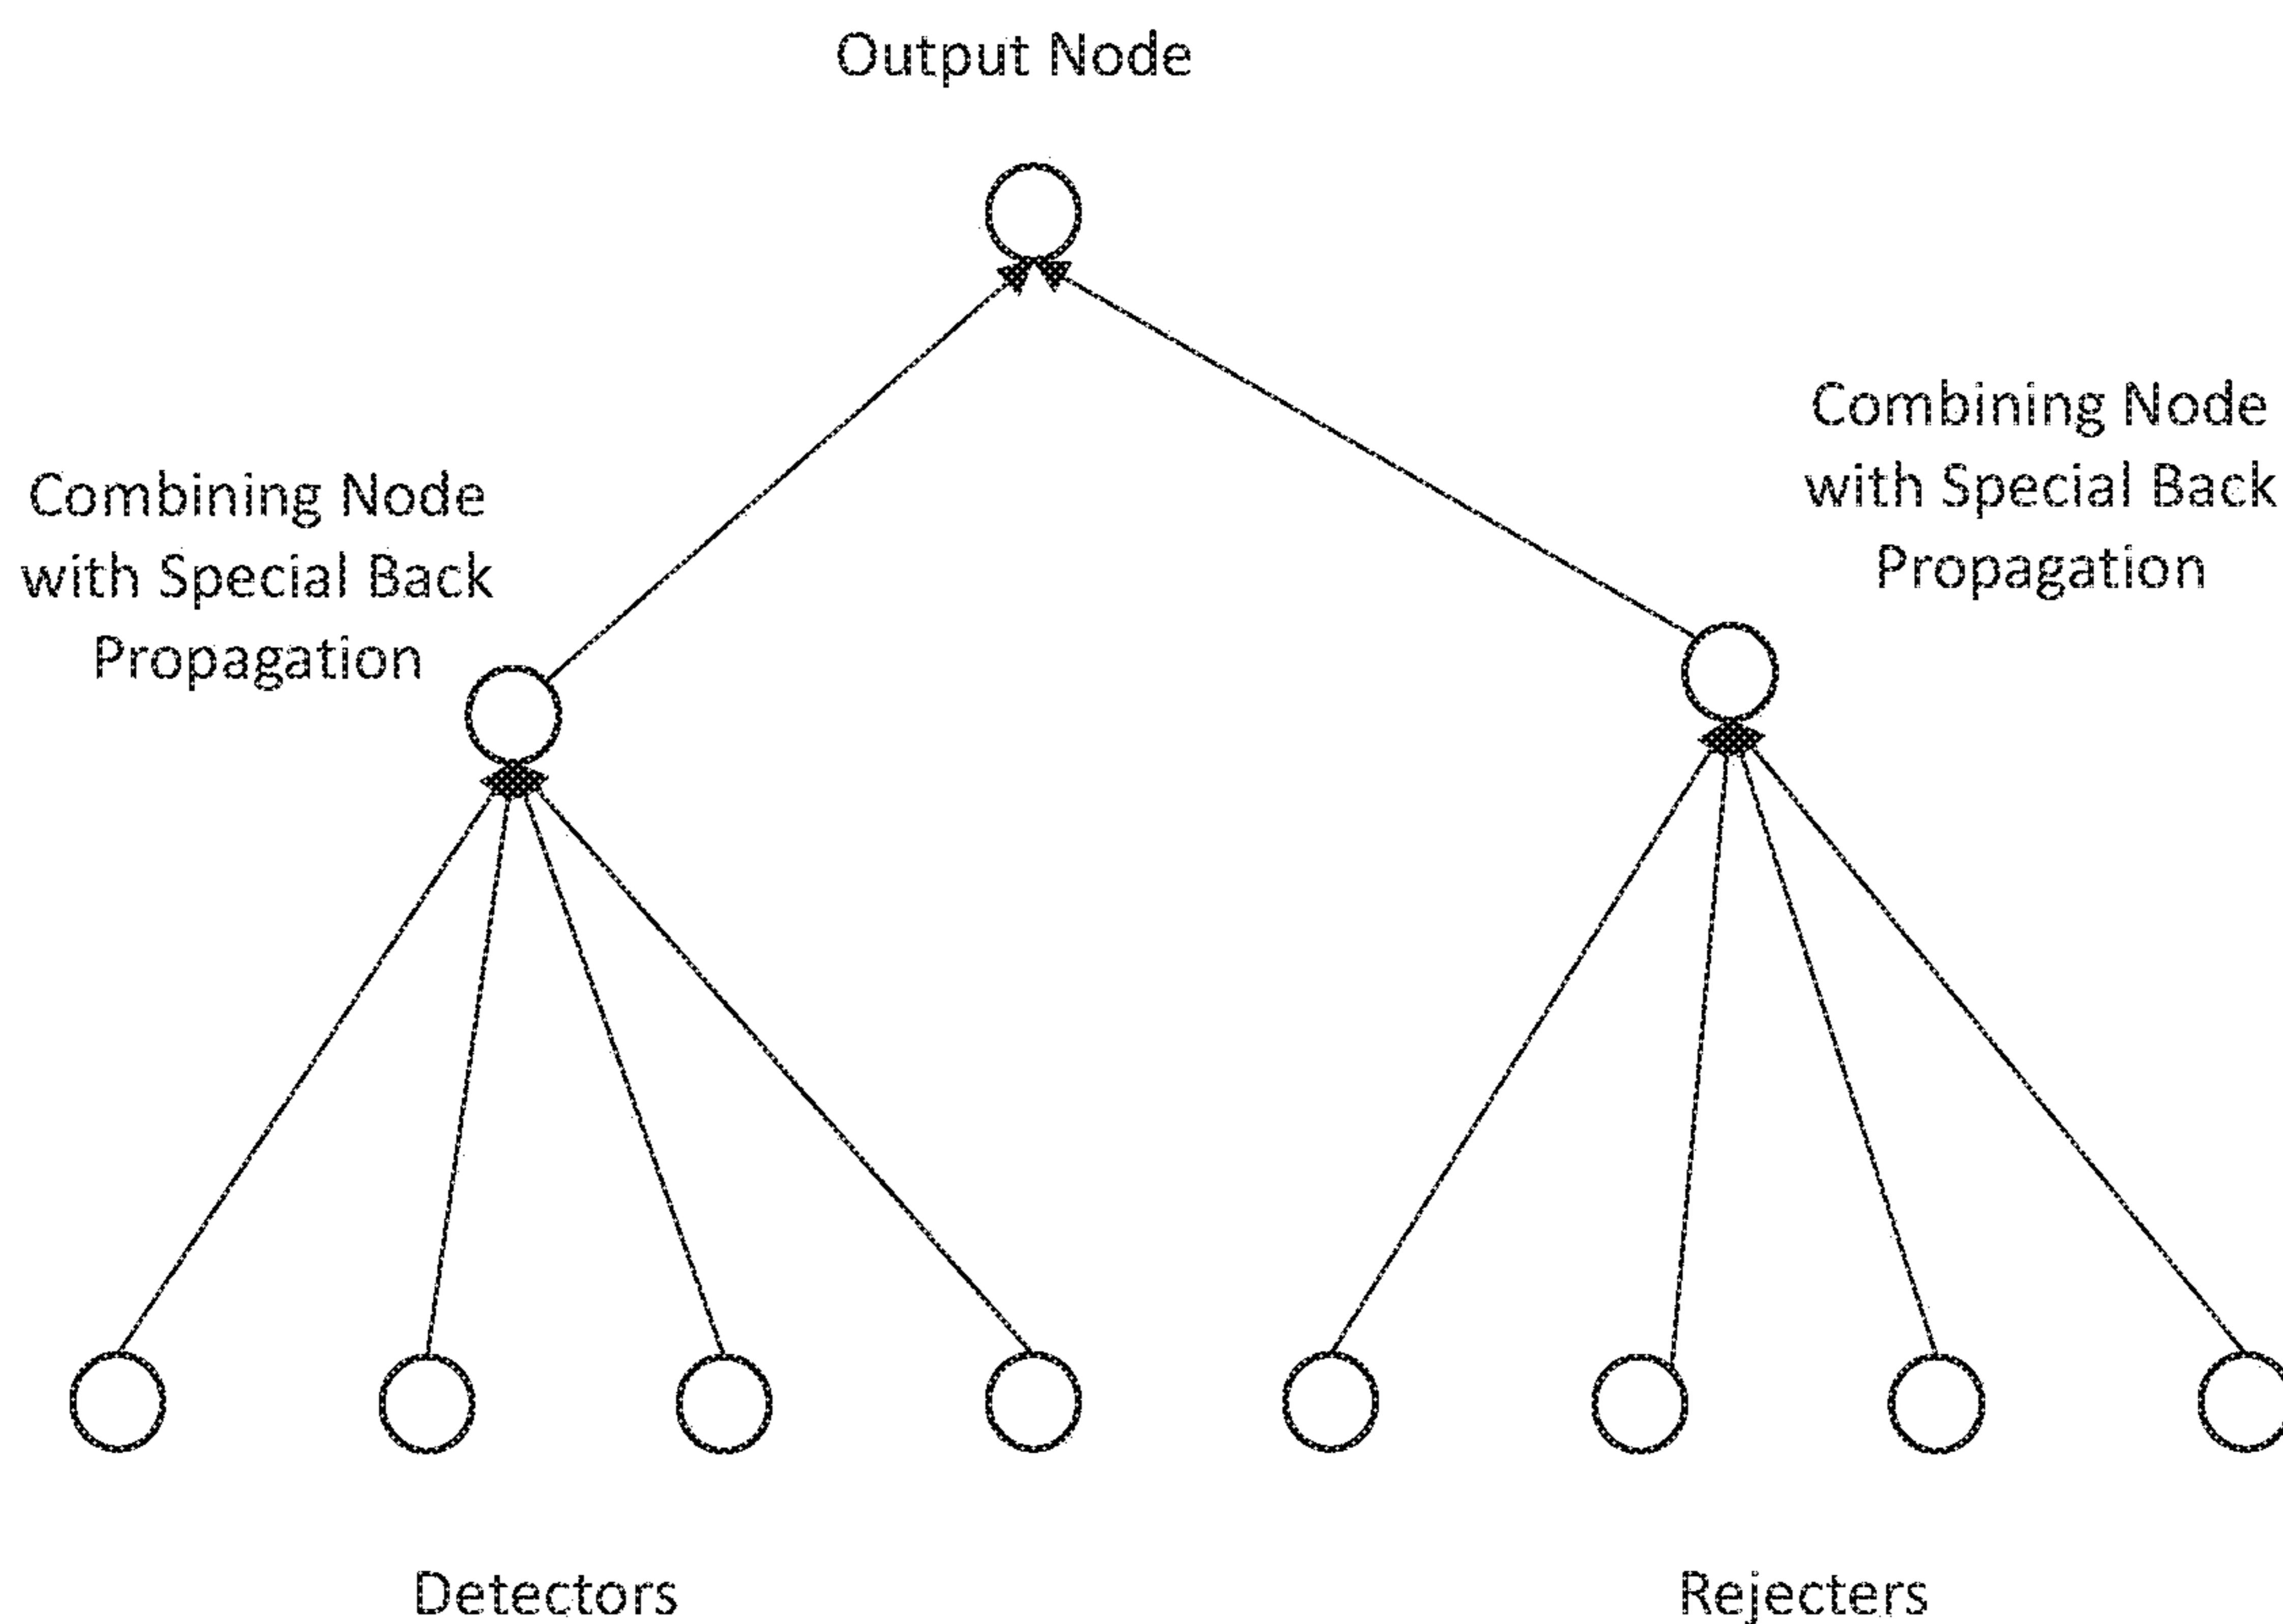 Output Node
Combining Node
with Special Back
Propagation
Combining Node
with Special Back
Propagation
Detectors
Rejecters